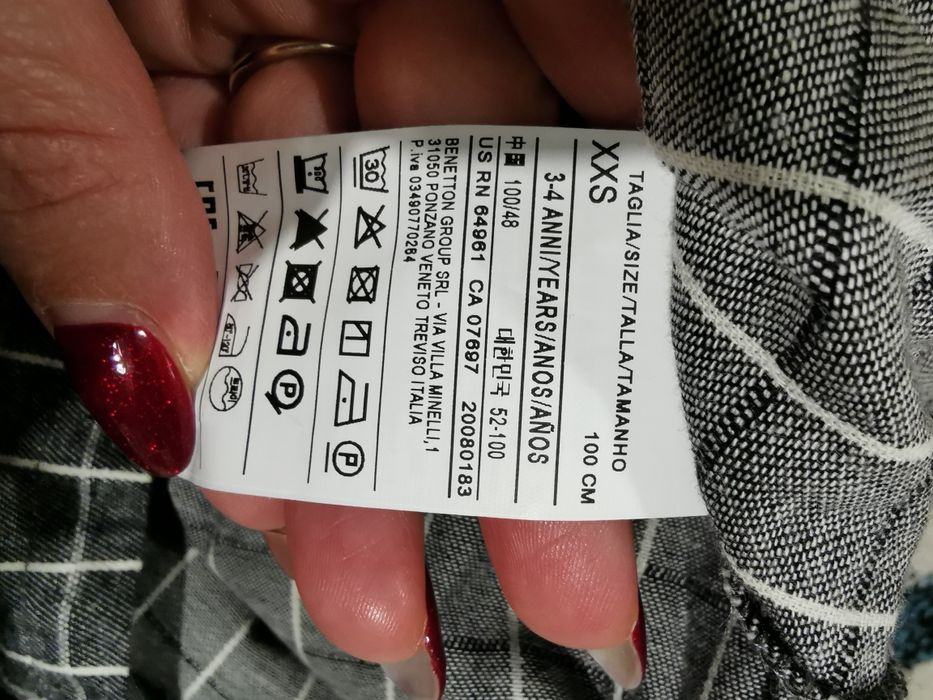 TAGLIA/SIZE/TALLA/TAMANHO
XXS 100 CM
3-4 ANNI/YEARS/ANOS/AÑOS
中国 100/48 대한민국 52-100
US RN 64961 CA 07697 20080183
BENETTON GROUP SRL - VIA VILLA MINELLI,1
31050 PONZANO VENETO TREVISO ITALIA
P.iva 03490770264
30
P
P